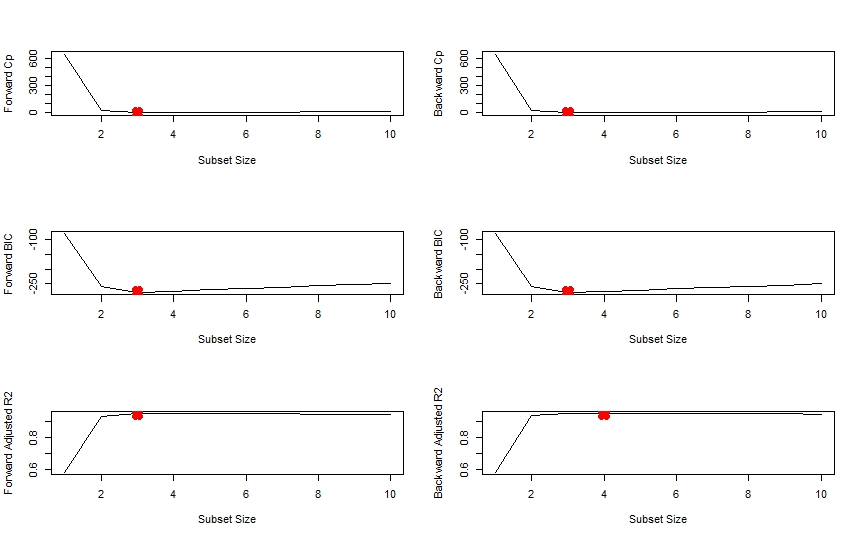 Forward Cp
0 300 600
2 4 6 8 10
Subset Size
Backward Cp
0 300 600
2 4 6 8 10
Subset Size
Forward BIC
-250 -100
2 4 6 8 10
Subset Size
Backward BIC
-250 -100
2 4 6 8 10
Subset Size
Forward Adjusted R2
0.6 0.8
2 4 6 8 10
Subset Size
Backward Adjusted R2
0.6 0.8
2 4 6 8 10
Subset Size